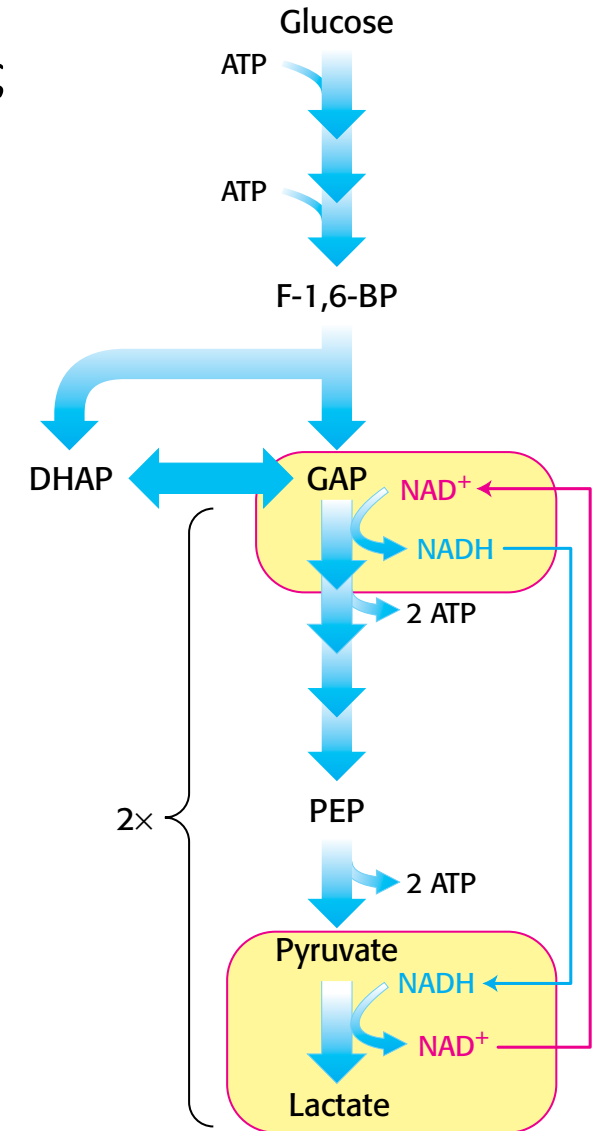 Glucose
ATP
ATP
F-1,6-BP
DHAP
GAP
NAD⁺
NADH
2 ATP
2×
PEP
2 ATP
Pyruvate
NADH
NAD⁺
Lactate